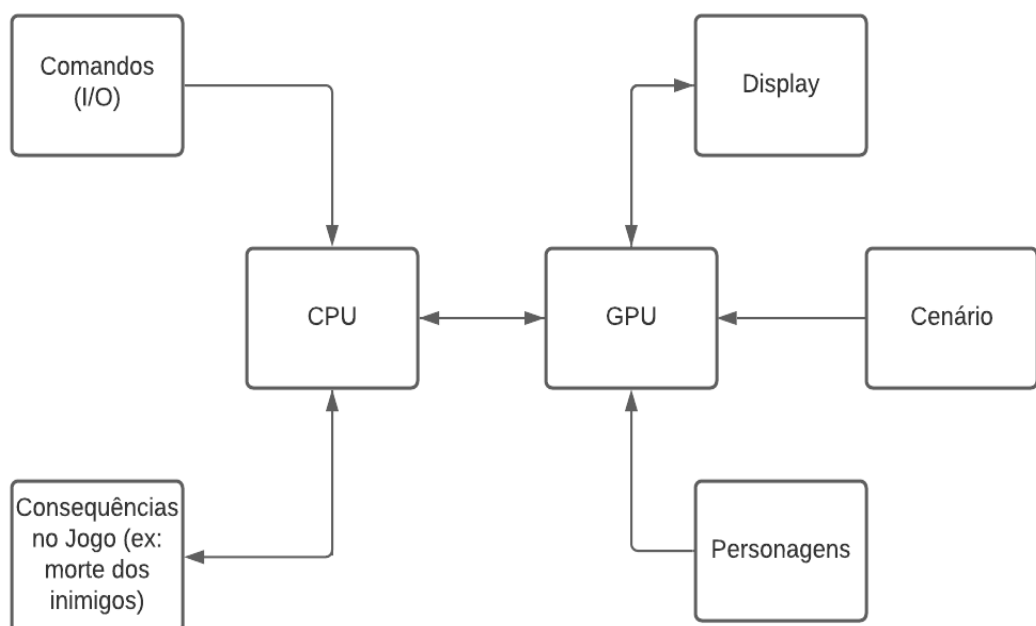 Comandos
(I/O)
Display
CPU
GPU
Cenário
Consequências
no Jogo (ex:
morte dos
inimigos)
Personagens